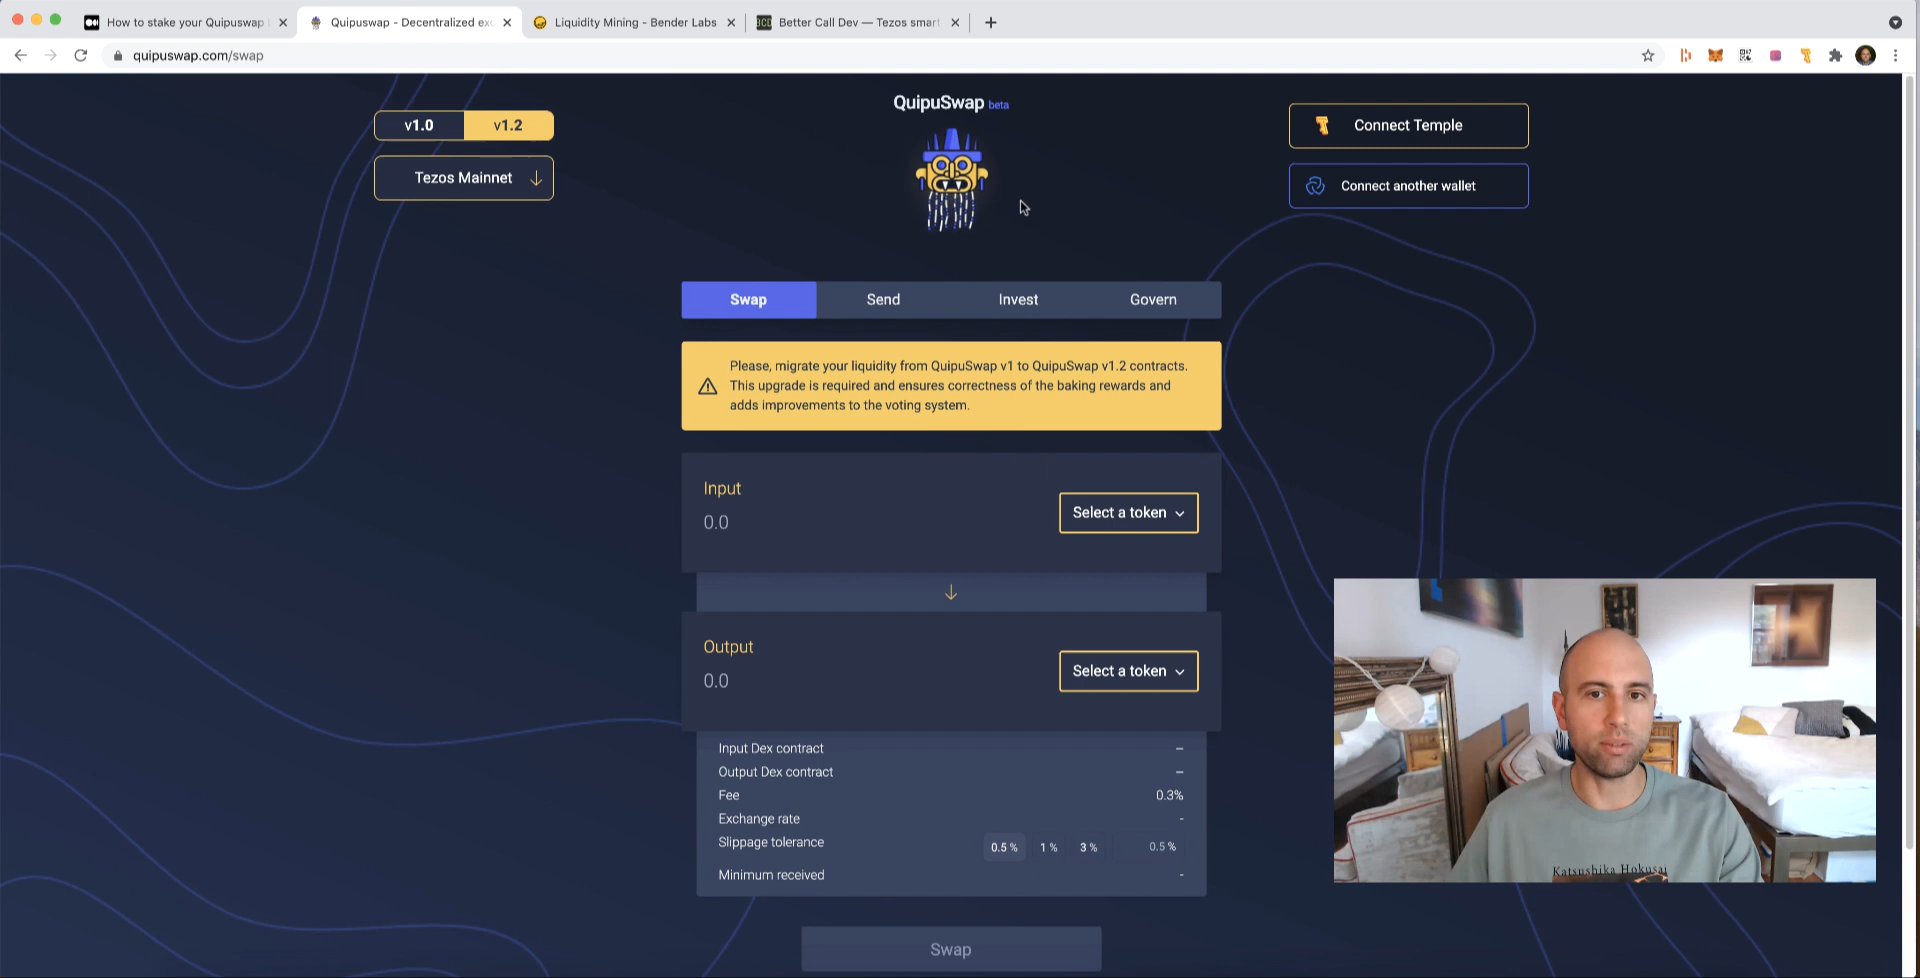 How to stake your Quipuswap
Quipuswap - Decentralized exc
Liquidity Mining - Bender Labs
BCD
Better Call Dev — Tezos smart
quipuswap.com/swap
v1.0
v1.2
QuipuSwap beta
Connect Temple
Tezos Mainnet
Connect another wallet
Swap
Send
Invest
Govern
Please, migrate your liquidity from QuipuSwap v1 to QuipuSwap v1.2 contracts.
This upgrade is required and ensures correctness of the baking rewards and
adds improvements to the voting system.
Input
0.0
Select a token
Output
0.0
Select a token
Input Dex contract –
Output Dex contract –
Fee 0.3%
Exchange rate -
Slippage tolerance 0.5 % 1 % 3 % 0.5 %
Minimum received -
Swap
Katsushika Hokusai